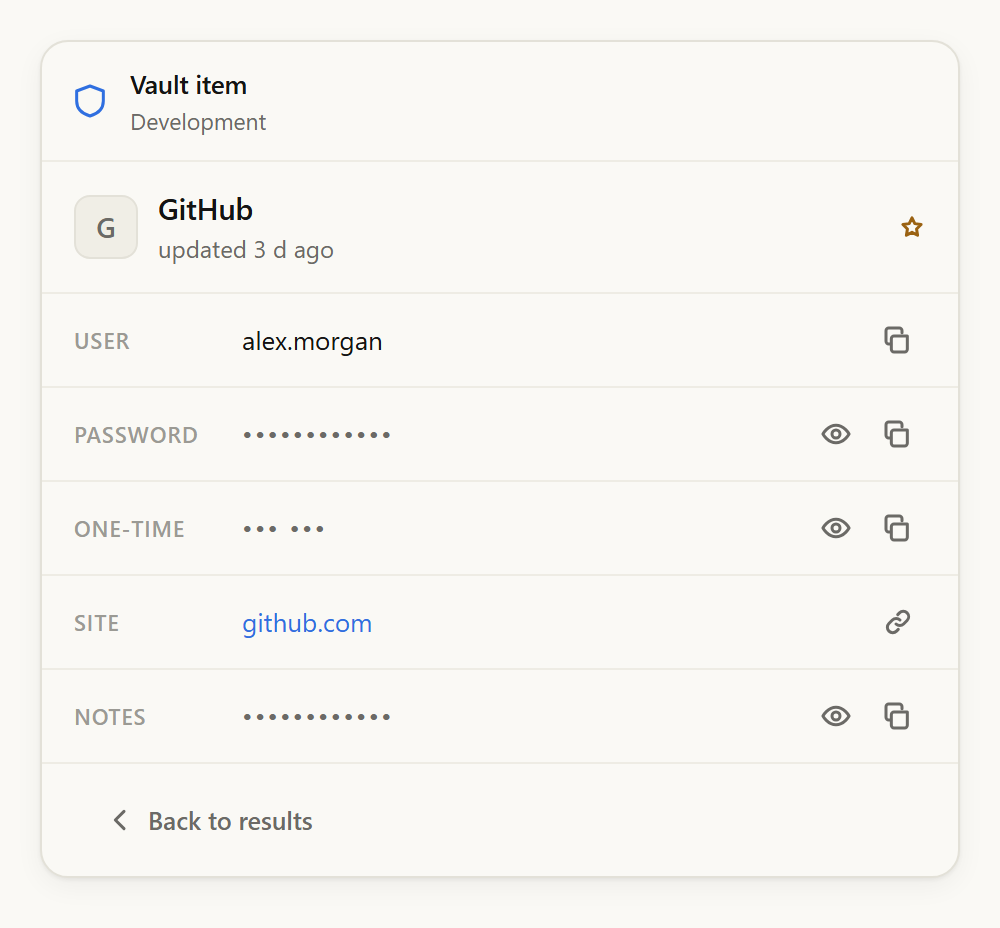 Vault item
Development
G
GitHub
updated 3 d ago
USER
alex.morgan
PASSWORD
••••••••••••
ONE-TIME
••• •••
SITE
github.com
NOTES
••••••••••••
Back to results